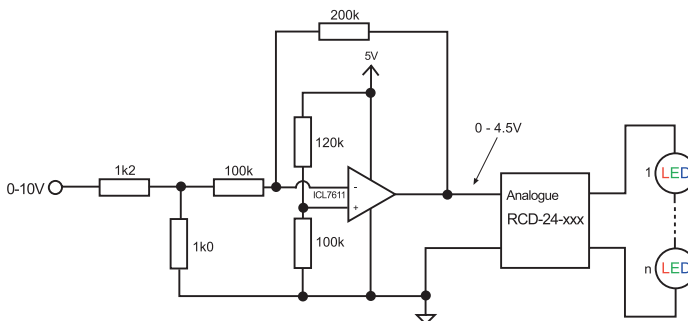 200k
5V
0 - 4.5V
120k
1k2
100k
0-10V
ICL7611
-
+
Analogue
RCD-24-xxx
1 LED
100k
1k0
n LED